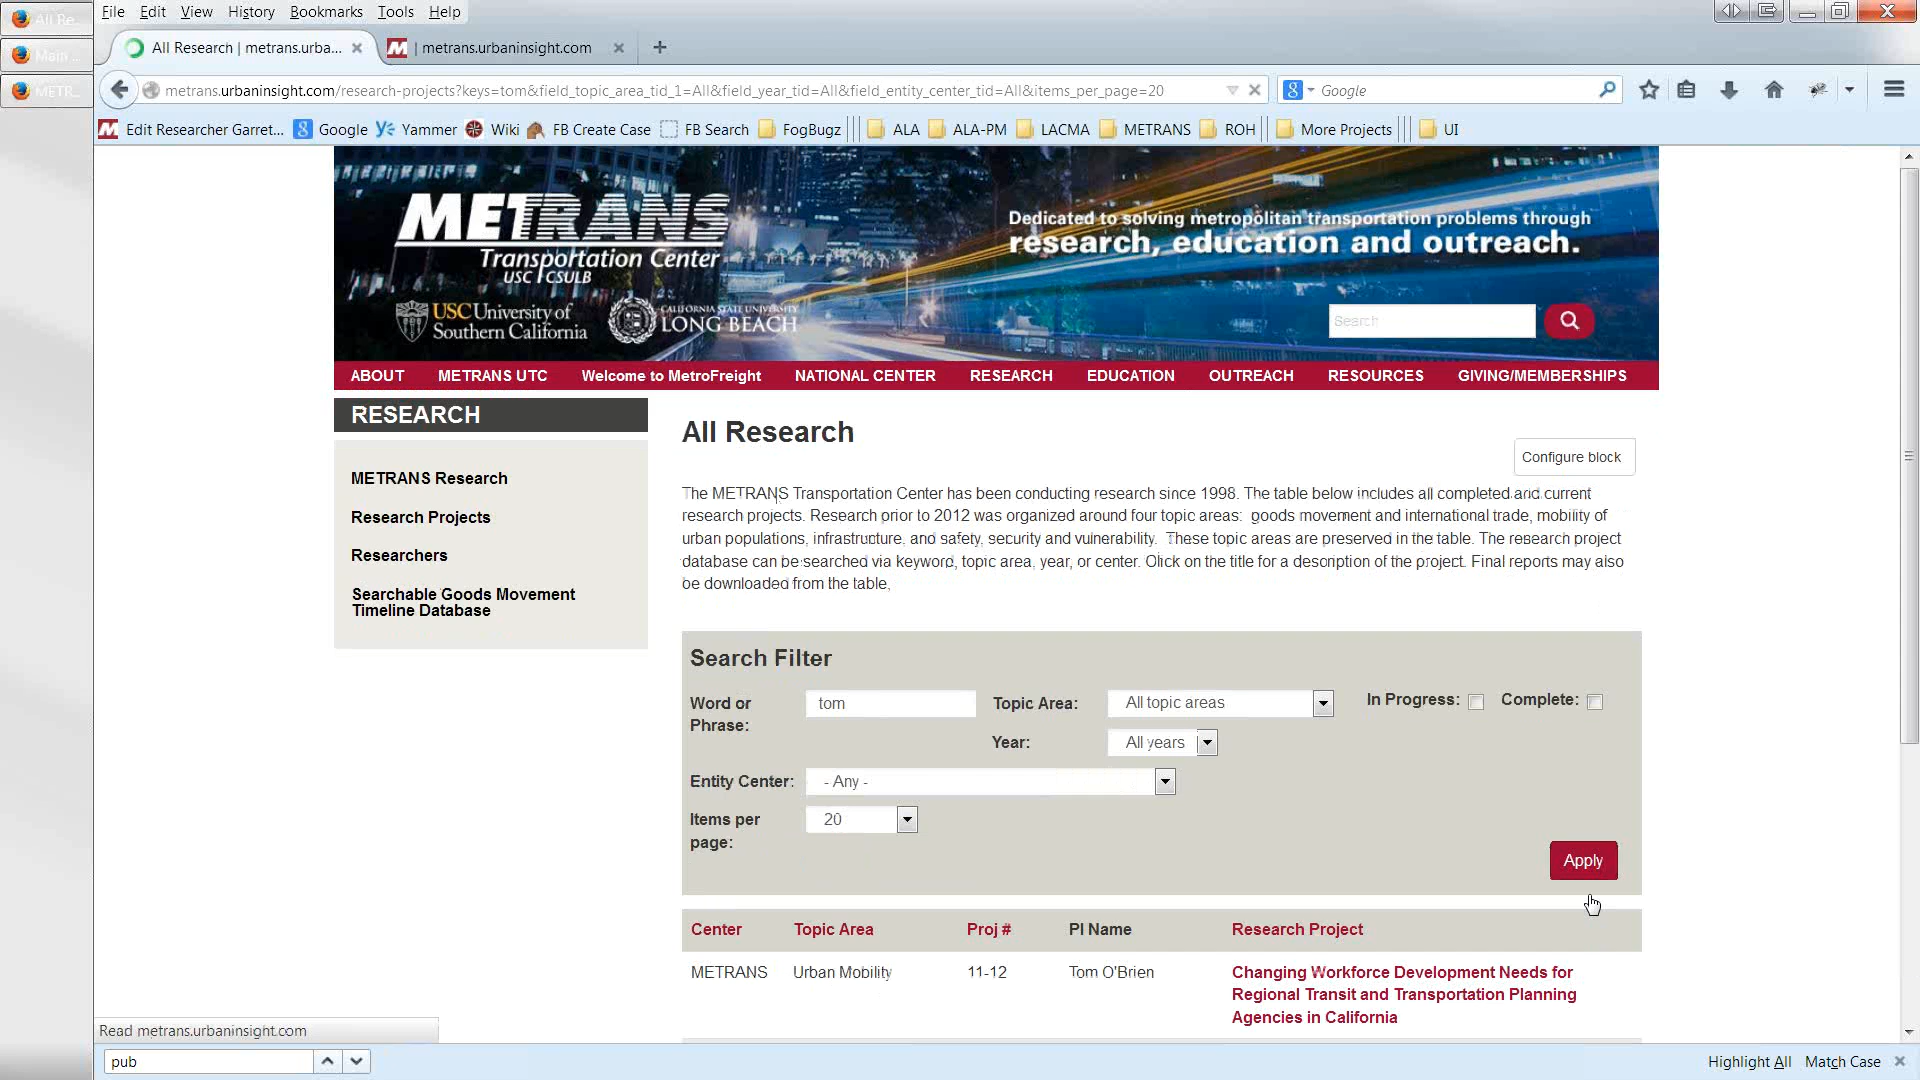 File Edit View History Bookmarks Tools Help
All Re...
Main ...
METR...
All Research | metrans.urba...
| metrans.urbaninsight.com
metrans.urbaninsight.com/research-projects?keys=tom&field_topic_area_tid_1=All&field_year_tid=All&field_entity_center_tid=All&items_per_page=20
Google
Edit Researcher Garret... Google Yammer Wiki FB Create Case FB Search FogBugz ALA ALA-PM LACMA METRANS ROH More Projects UI
METRANS
Transportation Center
USC CSULB
USC University of
Southern California
CALIFORNIA STATE UNIVERSITY
LONG BEACH
Dedicated to solving metropolitan transportation problems through
research, education and outreach.
Search
ABOUT METRANS UTC Welcome to MetroFreight NATIONAL CENTER RESEARCH EDUCATION OUTREACH RESOURCES GIVING/MEMBERSHIPS
RESEARCH
METRANS Research
Research Projects
Researchers
Searchable Goods Movement
Timeline Database
All Research
Configure block
The METRANS Transportation Center has been conducting research since 1998. The table below includes all completed and current
research projects. Research prior to 2012 was organized around four topic areas: goods movement and international trade, mobility of
urban populations, infrastructure, and safety, security and vulnerability. These topic areas are preserved in the table. The research project
database can be searched via keyword, topic area, year, or center. Click on the title for a description of the project. Final reports may also
be downloaded from the table.
Search Filter
Word or
Phrase:
tom
Topic Area: All topic areas
In Progress: Complete:
Year: All years
Entity Center: - Any -
Items per
page:
20
Apply
Center Topic Area Proj # PI Name Research Project
METRANS Urban Mobility 11-12 Tom O'Brien Changing Workforce Development Needs for
Regional Transit and Transportation Planning
Agencies in California
Read metrans.urbaninsight.com
pub
Highlight All Match Case